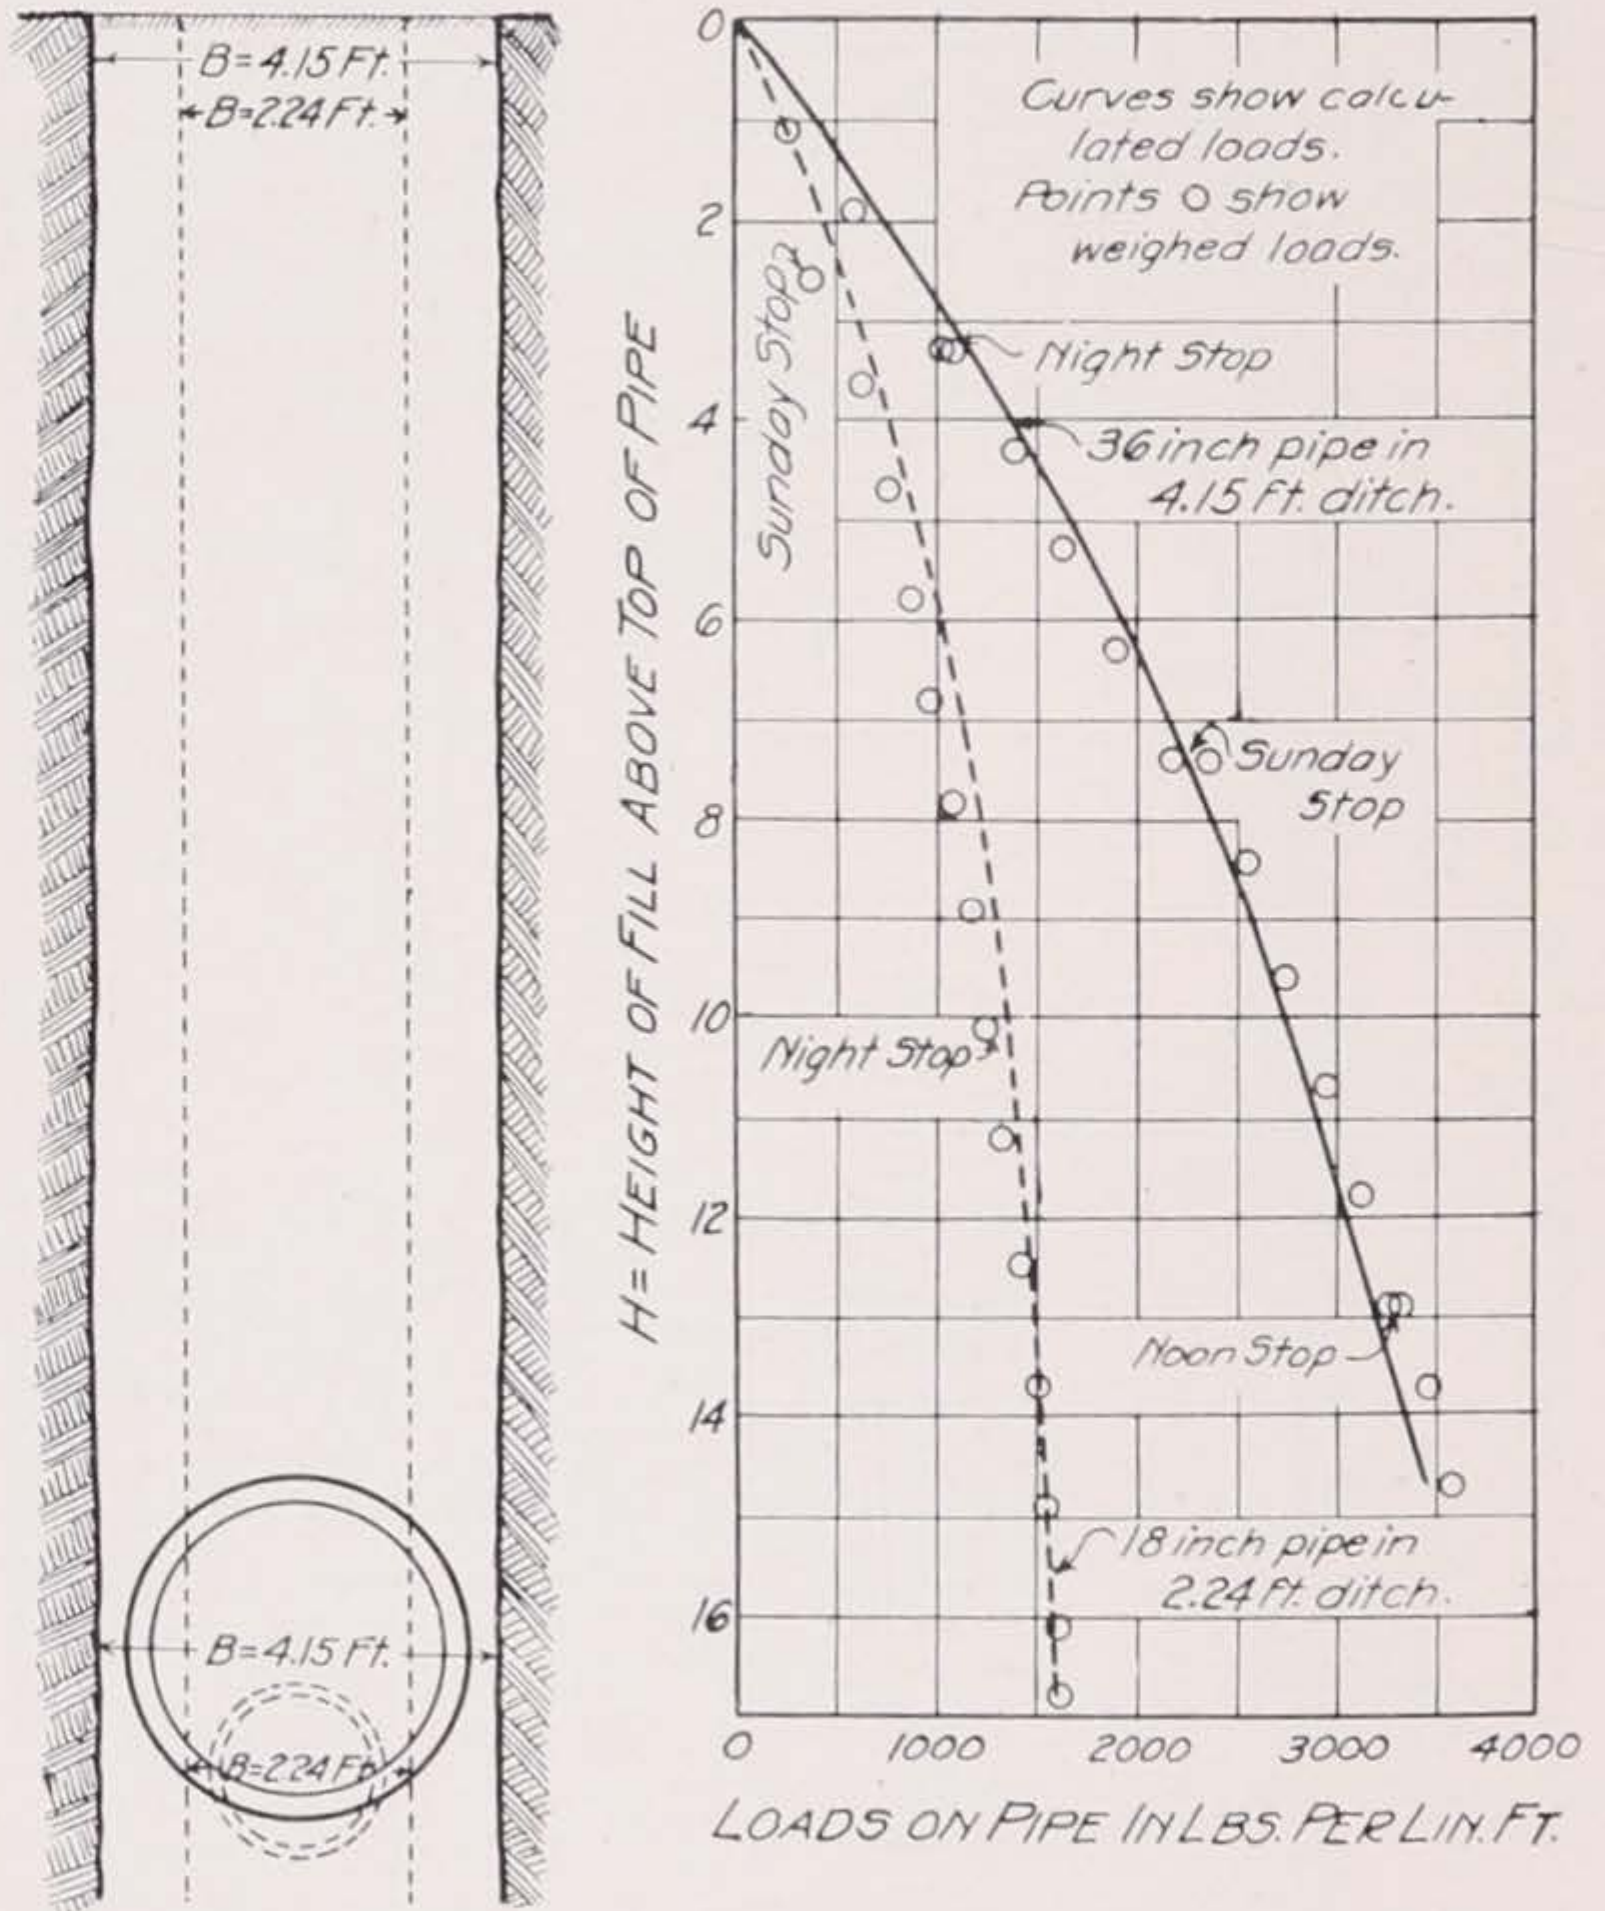 B=4.15 Ft.
B=2.24 Ft.
B=4.15 Ft.
B=2.24 Ft.
H=HEIGHT OF FILL ABOVE TOP OF PIPE
0
2
4
6
8
10
12
14
16
Curves show calcu-
lated loads.
Points O show
weighed loads.
Sunday Stop
Night Stop
36 inch pipe in
4.15 Ft. ditch.
Sunday
Stop
Night Stop
Noon Stop
18 inch pipe in
2.24 Ft. ditch.
0 1000 2000 3000 4000
LOADS ON PIPE IN LBS. PER LIN. FT.